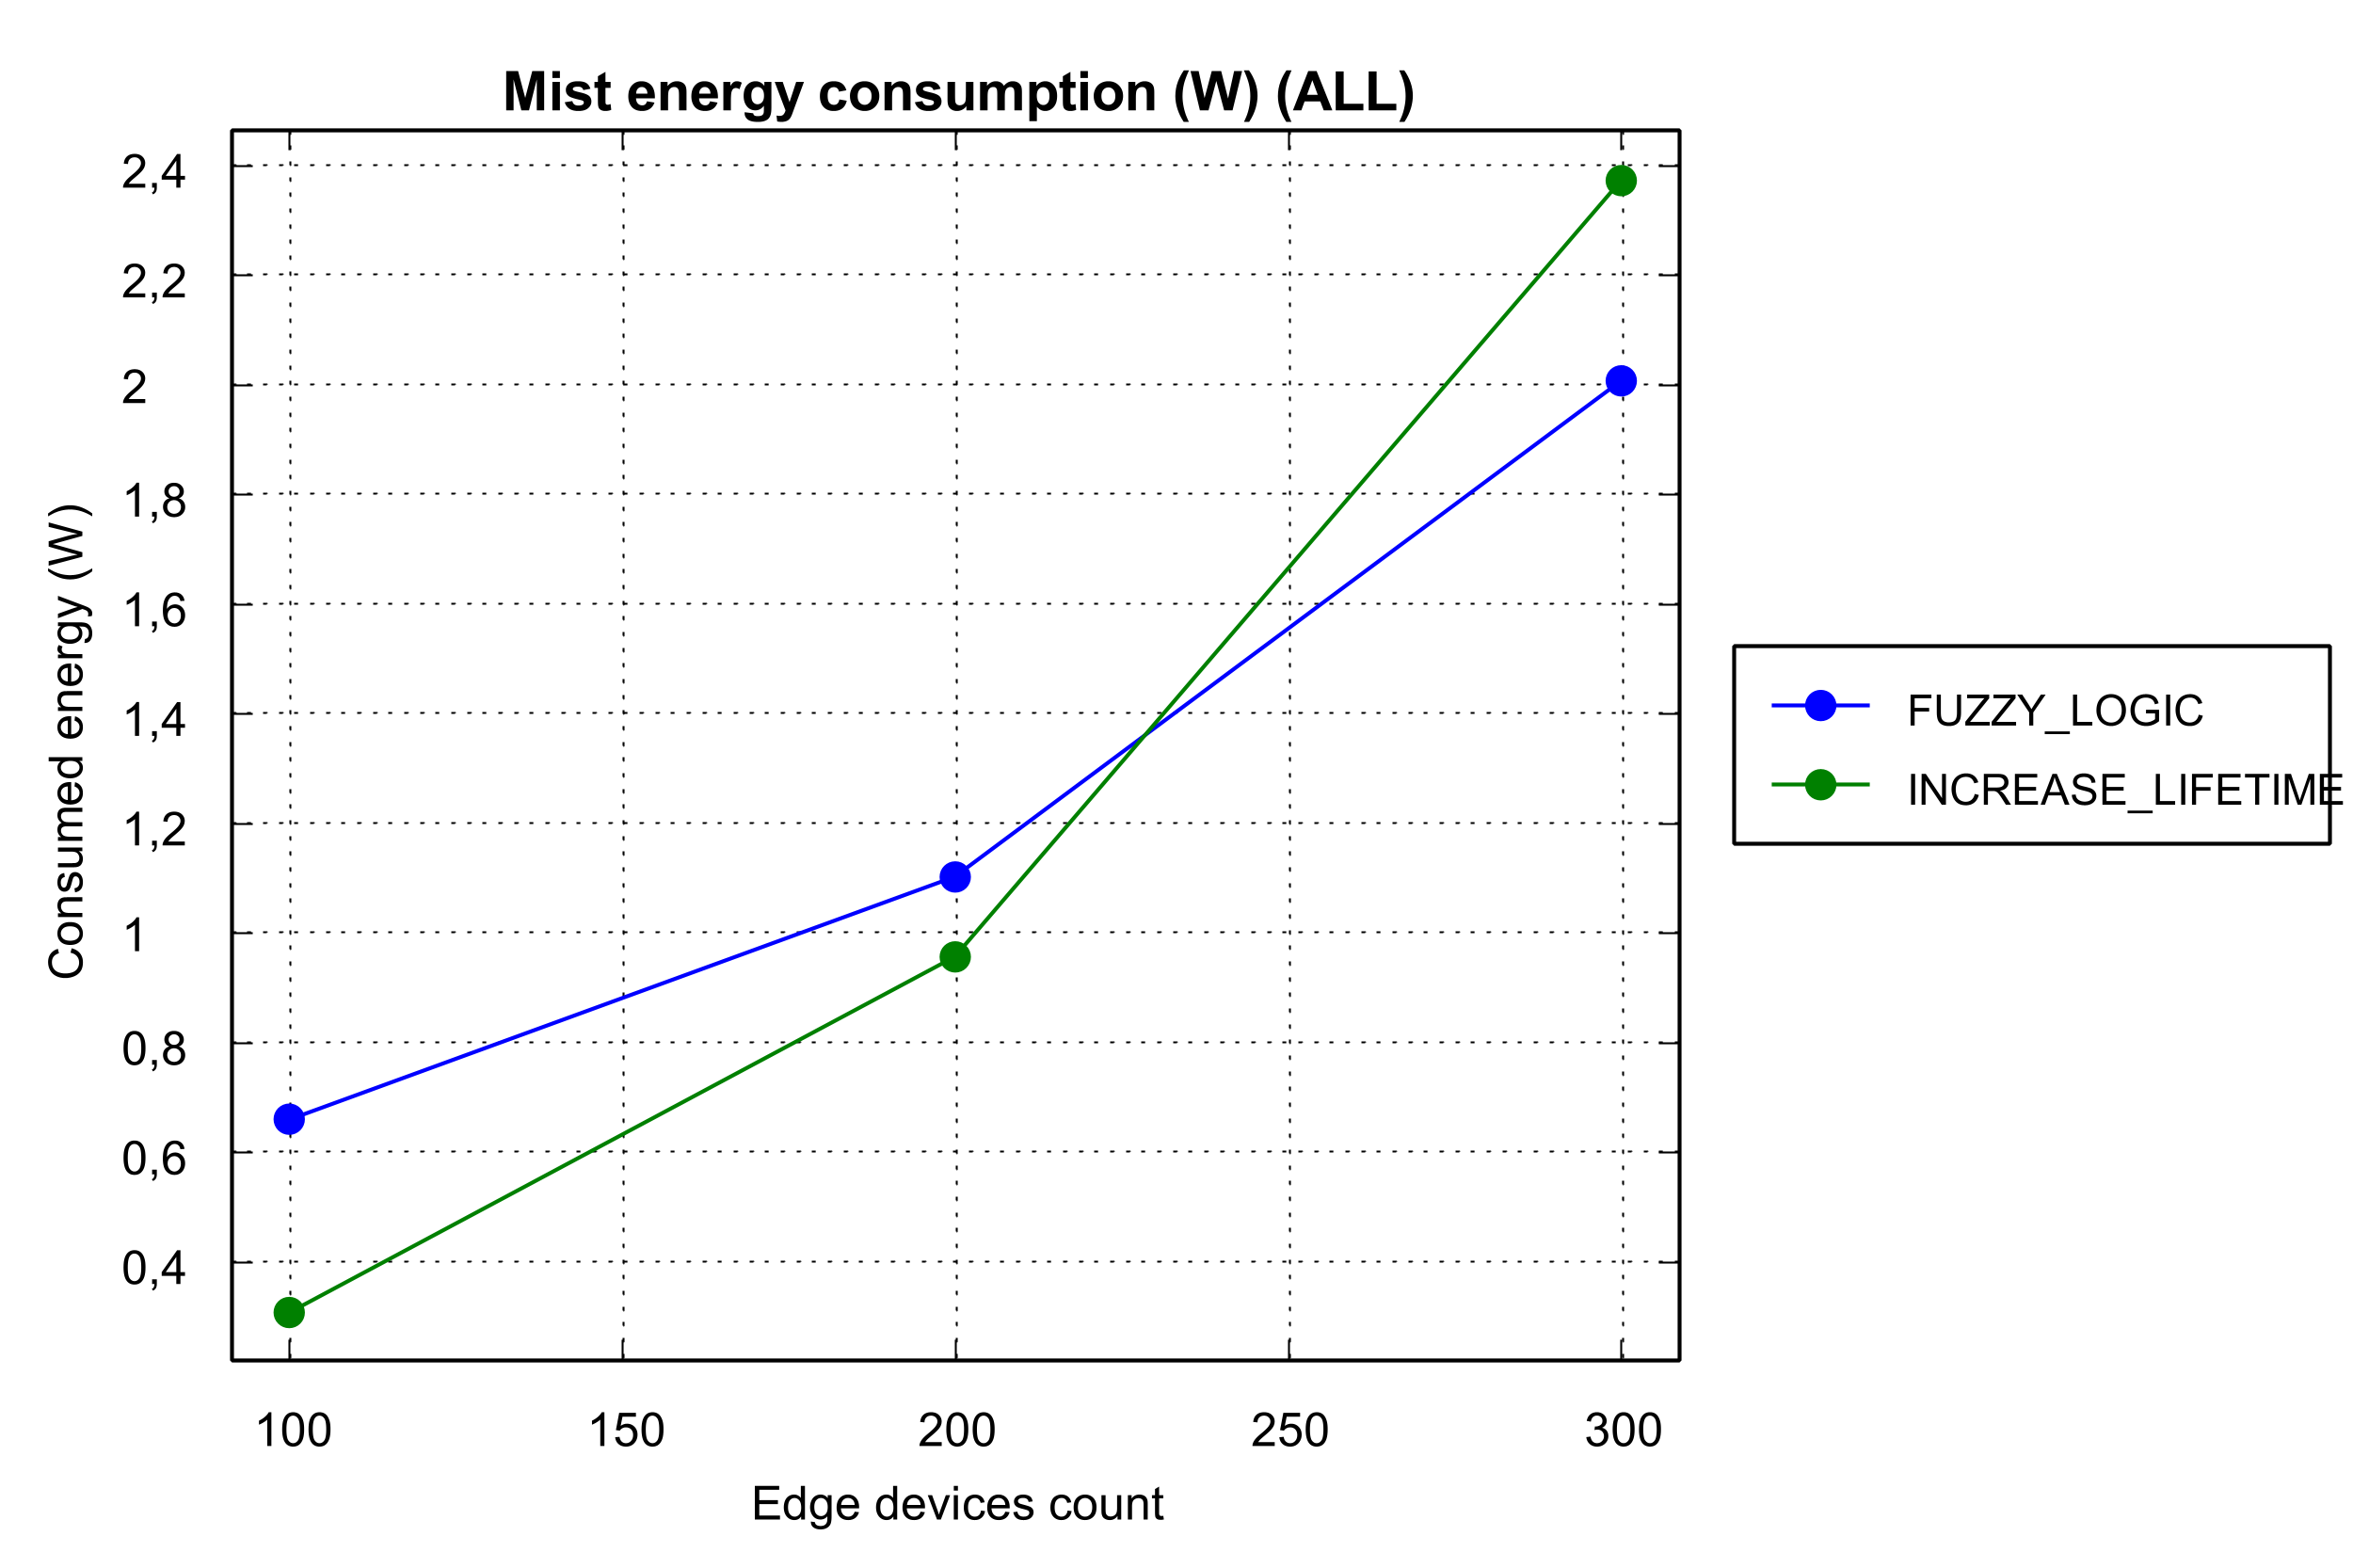 Mist energy consumption (W) (ALL)
2,4
2,2
2
1,8
1,6
1,4
1,2
1
0,8
0,6
0,4
Consumed energy (W)
100 150 200 250 300
Edge devices count
FUZZY_LOGIC
INCREASE_LIFETIME